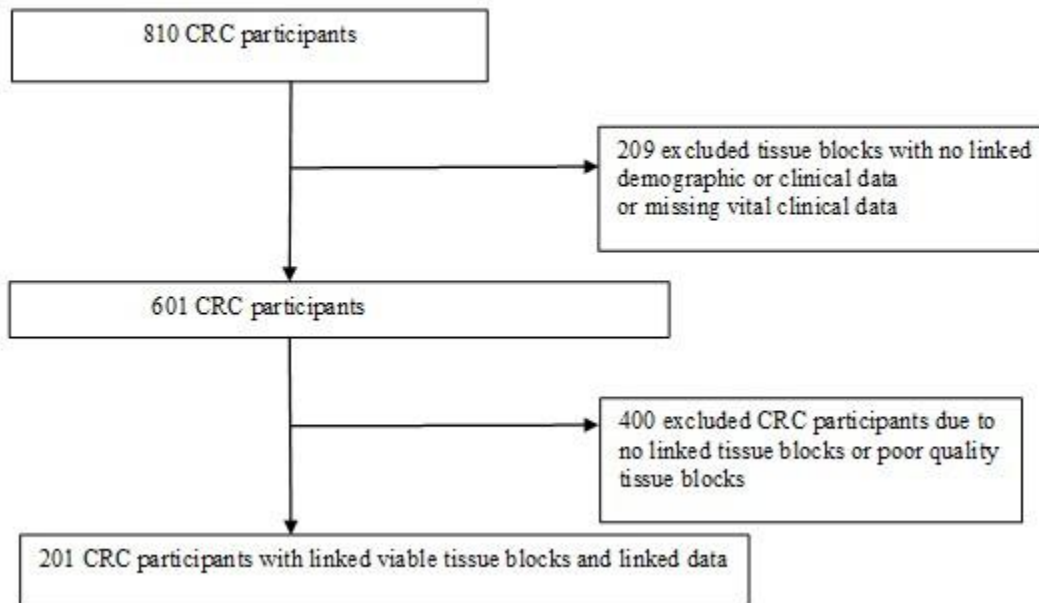 810 CRC participants
209 excluded tissue blocks with no linked
demographic or clinical data
or missing vital clinical data
601 CRC participants
400 excluded CRC participants due to
no linked tissue blocks or poor quality
tissue blocks
201 CRC participants with linked viable tissue blocks and linked data